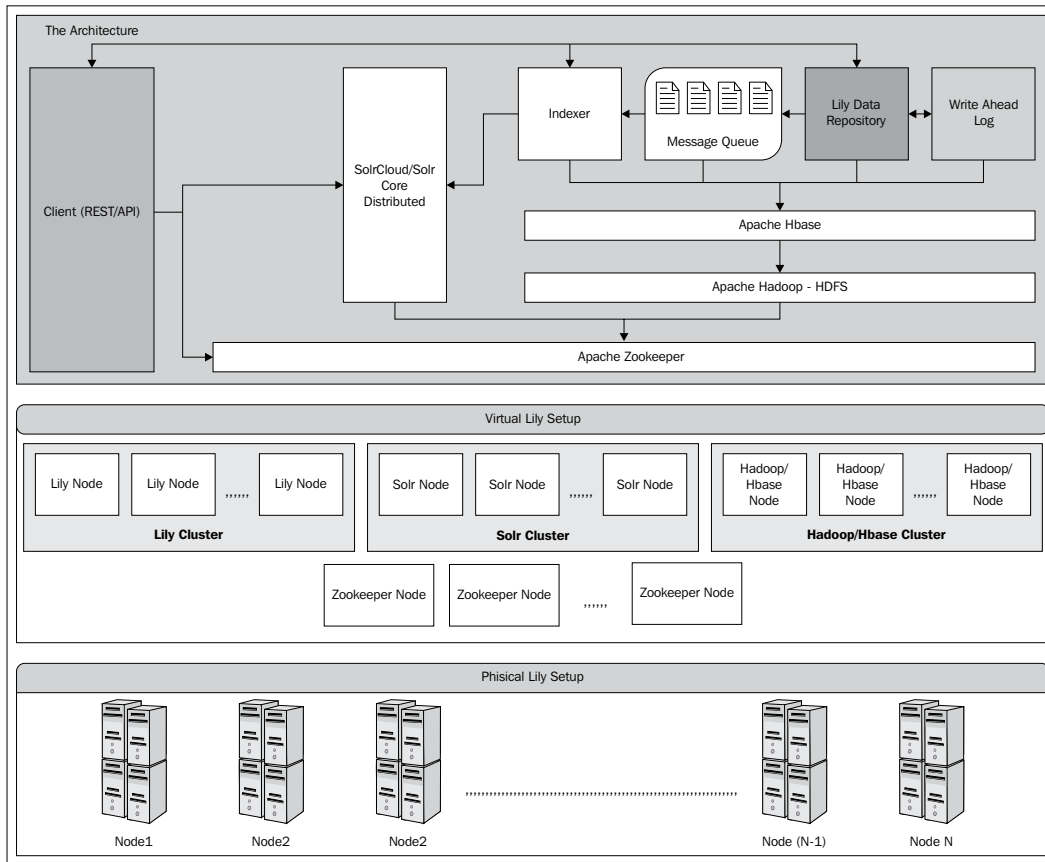 The Architecture
Client (REST/API)
SolrCloud/Solr
Core
Distributed
Indexer
Message Queue
Lily Data
Repository
Write Ahead
Log
Apache Hbase
Apache Hadoop - HDFS
Apache Zookeeper
Virtual Lily Setup
Lily Node
Lily Node
,,,,,,
Lily Node
Lily Cluster
Solr Node
Solr Node
,,,,,,
Solr Node
Solr Cluster
Hadoop/
Hbase
Node
Hadoop/
Hbase
Node
,,,,,,
Hadoop/
Hbase
Node
Hadoop/Hbase Cluster
Zookeeper Node
Zookeeper Node
,,,,,,
Zookeeper Node
Phisical Lily Setup
Node1
Node2
Node2
Node (N-1)
Node N